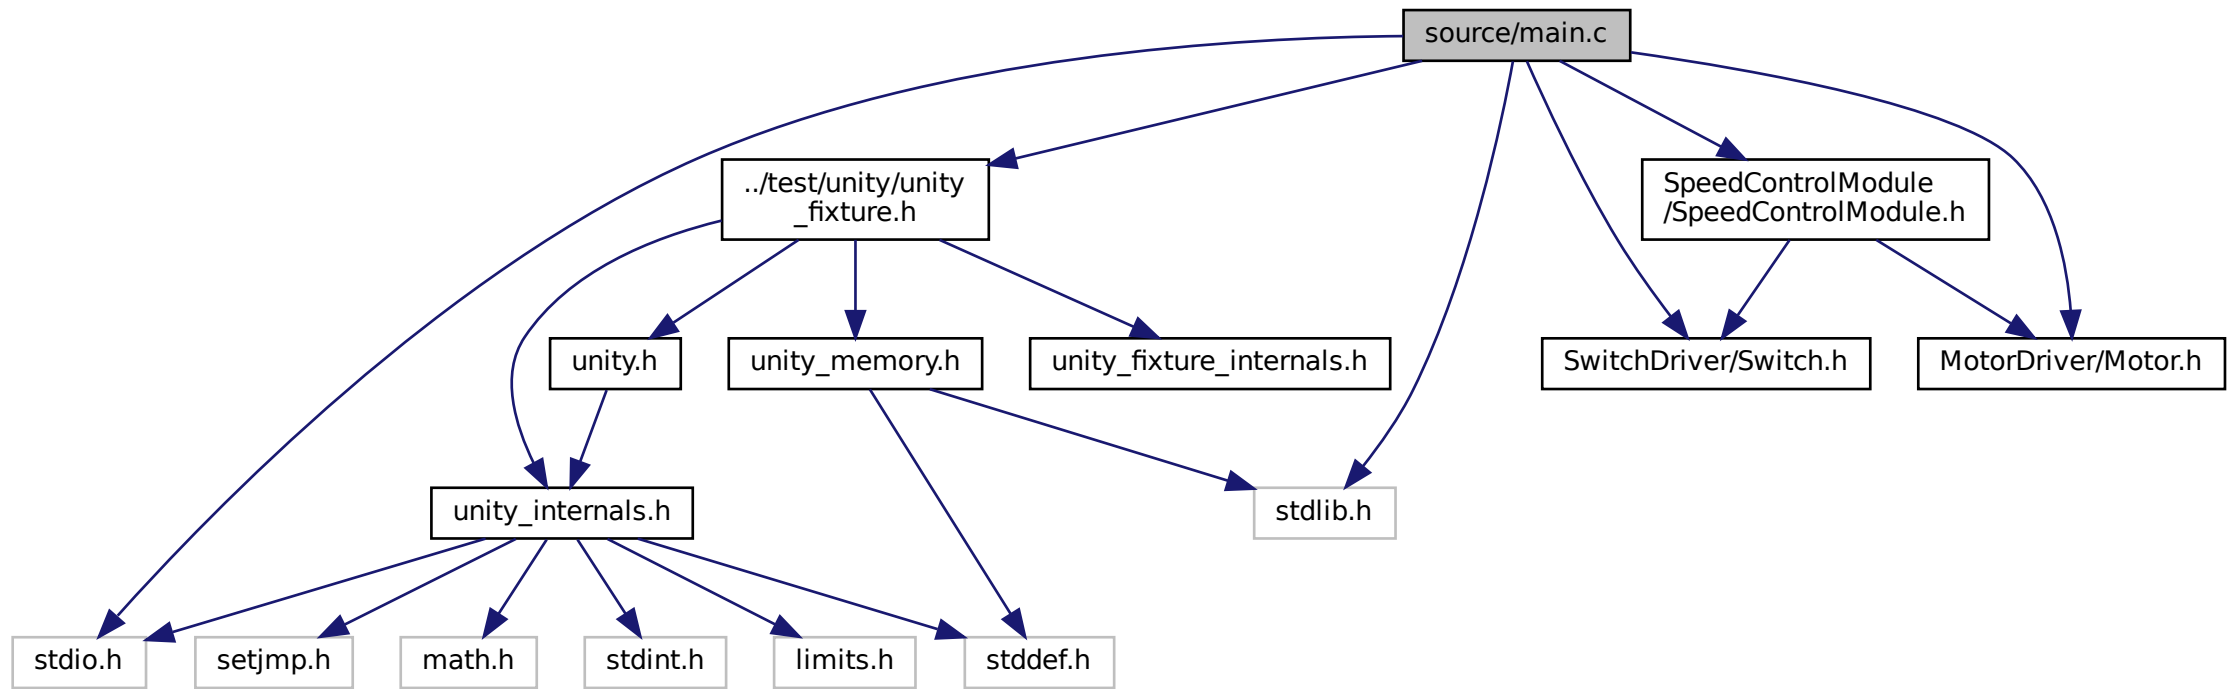 source/main.c
../test/unity/unity
_fixture.h
SpeedControlModule
/SpeedControlModule.h
unity.h
unity_memory.h
unity_fixture_internals.h
SwitchDriver/Switch.h
MotorDriver/Motor.h
unity_internals.h
stdlib.h
stdio.h
setjmp.h
math.h
stdint.h
limits.h
stddef.h